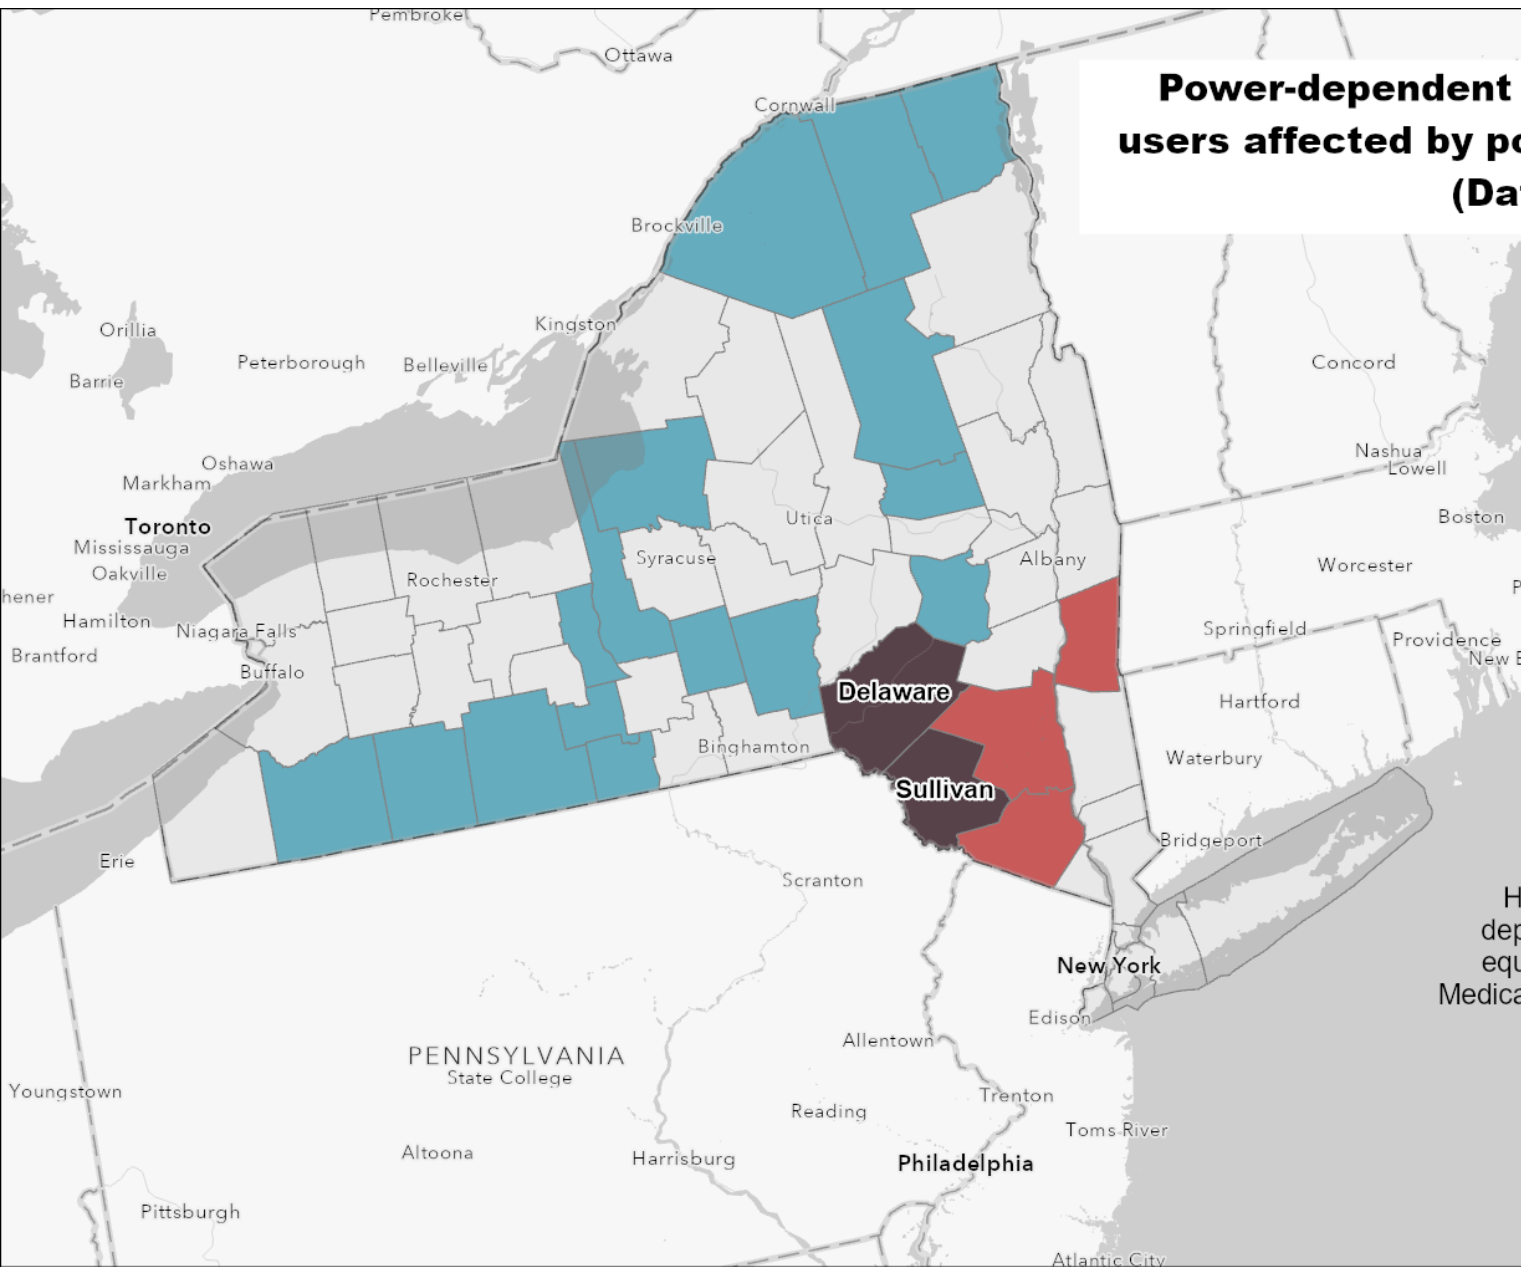 Pembroke
Ottawa
Power-dependent
Cornwall
users affected by po
(Da
Brockville
Kingston
Orillia
Peterborough
Belleville
Concord
Barrie
Nashua
Oshawa
Lowell
Markham
Toronto
Utica
Boston
Mississauga
Syracuse
Albany
Worcester
Oakville
Rochester
hener
Hamilton
Niagara Falls
Springfield
Providence
Brantford
New E
Buffalo
Delaware
Hartford
Binghamton
Waterbury
Sullivan
Bridgeport
Erie
Scranton
H
dep
equ
New York
Medica
Edison
Allentown
PENNSYLVANIA
State College
Youngstown
Trenton
Reading
Toms River
Altoona
Harrisburg
Philadelphia
Pittsburgh
Atlantic City